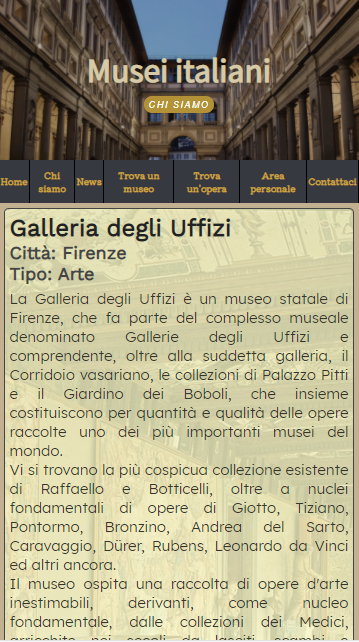 Musei italiani
CHI SIAMO
Home
Chi siamo
News
Trova un museo
Trova un'opera
Area personale
Contattaci
Galleria degli Uffizi
Città: Firenze
Tipo: Arte
La Galleria degli Uffizi è un museo statale di
Firenze, che fa parte del complesso museale
denominato Gallerie degli Uffizi e
comprendente, oltre alla suddetta galleria, il
Corridoio vasariano, le collezioni di Palazzo Pitti
e il Giardino dei Boboli, che insieme
costituiscono per quantità e qualità delle opere
raccolte uno dei più importanti musei del
mondo.
Vi si trovano la più cospicua collezione esistente
di Raffaello e Botticelli, oltre a nuclei
fondamentali di opere di Giotto, Tiziano,
Pontormo, Bronzino, Andrea del Sarto,
Caravaggio, Dürer, Rubens, Leonardo da Vinci
ed altri ancora.
Il museo ospita una raccolta di opere d'arte
inestimabili, derivanti, come nucleo
fondamentale, dalle collezioni dei Medici,
arricchite nei secoli da lasciti, scambi e